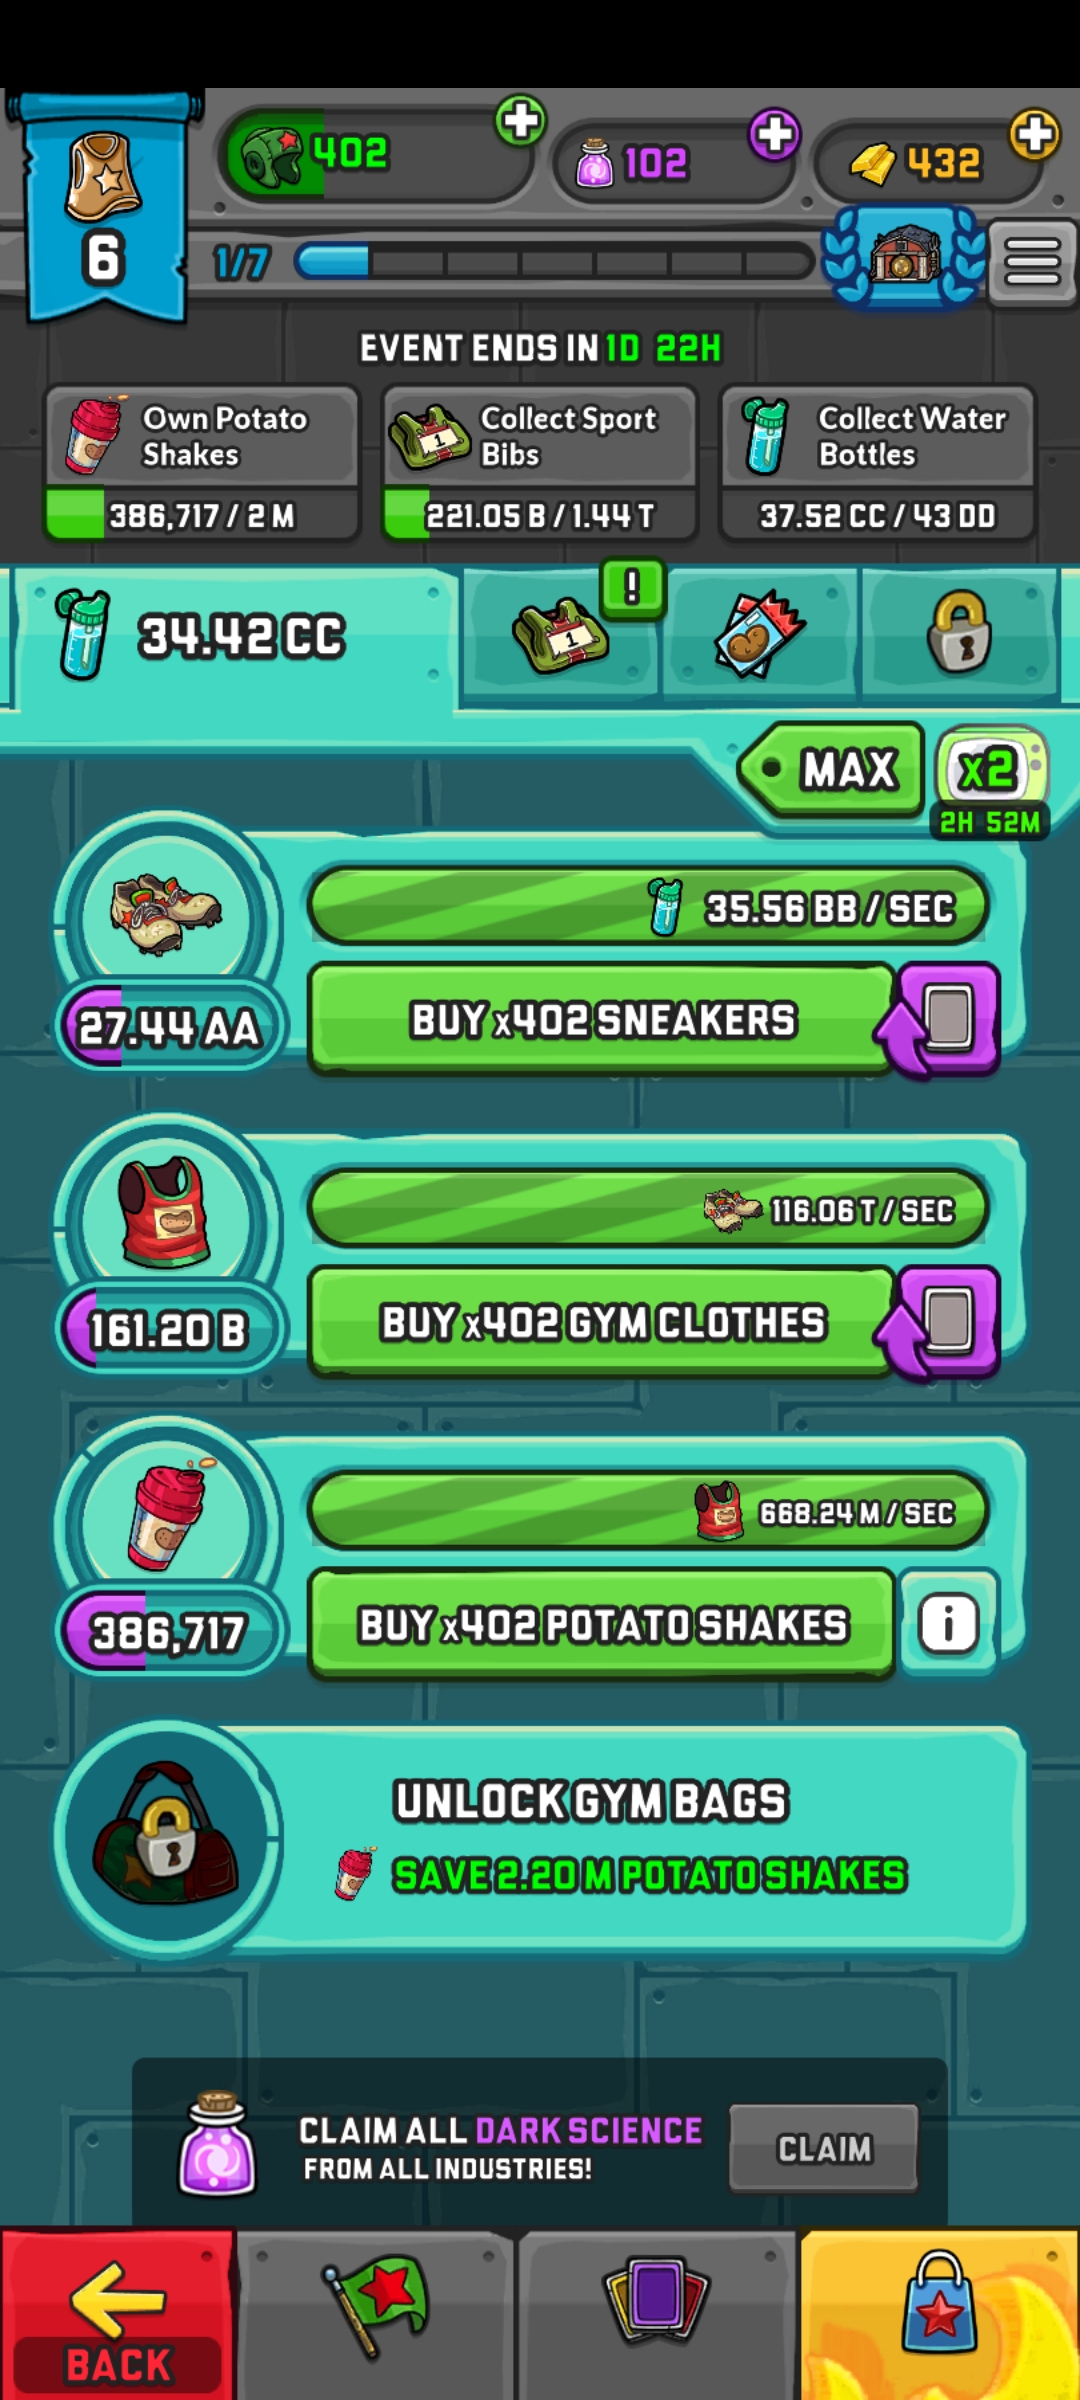 402
102
432
6
1/7
EVENT ENDS IN 1D 22H
Own Potato
Shakes
386,717 / 2 M
Collect Sport
Bibs
221.05 B / 1.44 T
Collect Water
Bottles
37.52 CC / 43 DD
34.42 CC
1
!
MAX
x2
2H 52M
35.56 BB / SEC
27.44 AA
BUY x402 SNEAKERS
116.06 T / SEC
161.20 B
BUY x402 GYM CLOTHES
668.24 M / SEC
386,717
BUY x402 POTATO SHAKES
i
UNLOCK GYM BAGS
SAVE 2.20 M POTATO SHAKES
CLAIM ALL DARK SCIENCE
FROM ALL INDUSTRIES!
CLAIM
BACK